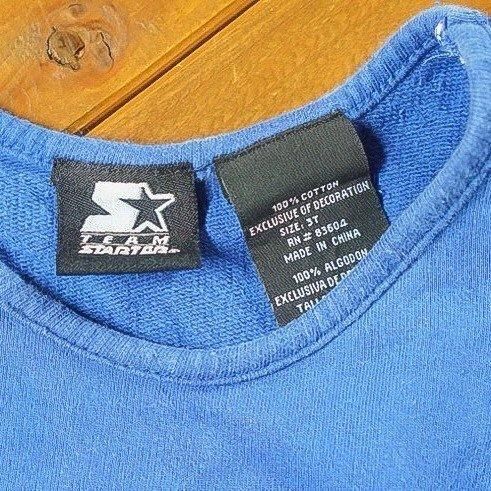 S
TEAM
STARTER
100% COTTON
EXCLUSIVE OF DECORATION
SIZE: 3T
RN# 83604
MADE IN CHINA
100% ALGODON
EXCLUSIVA DE